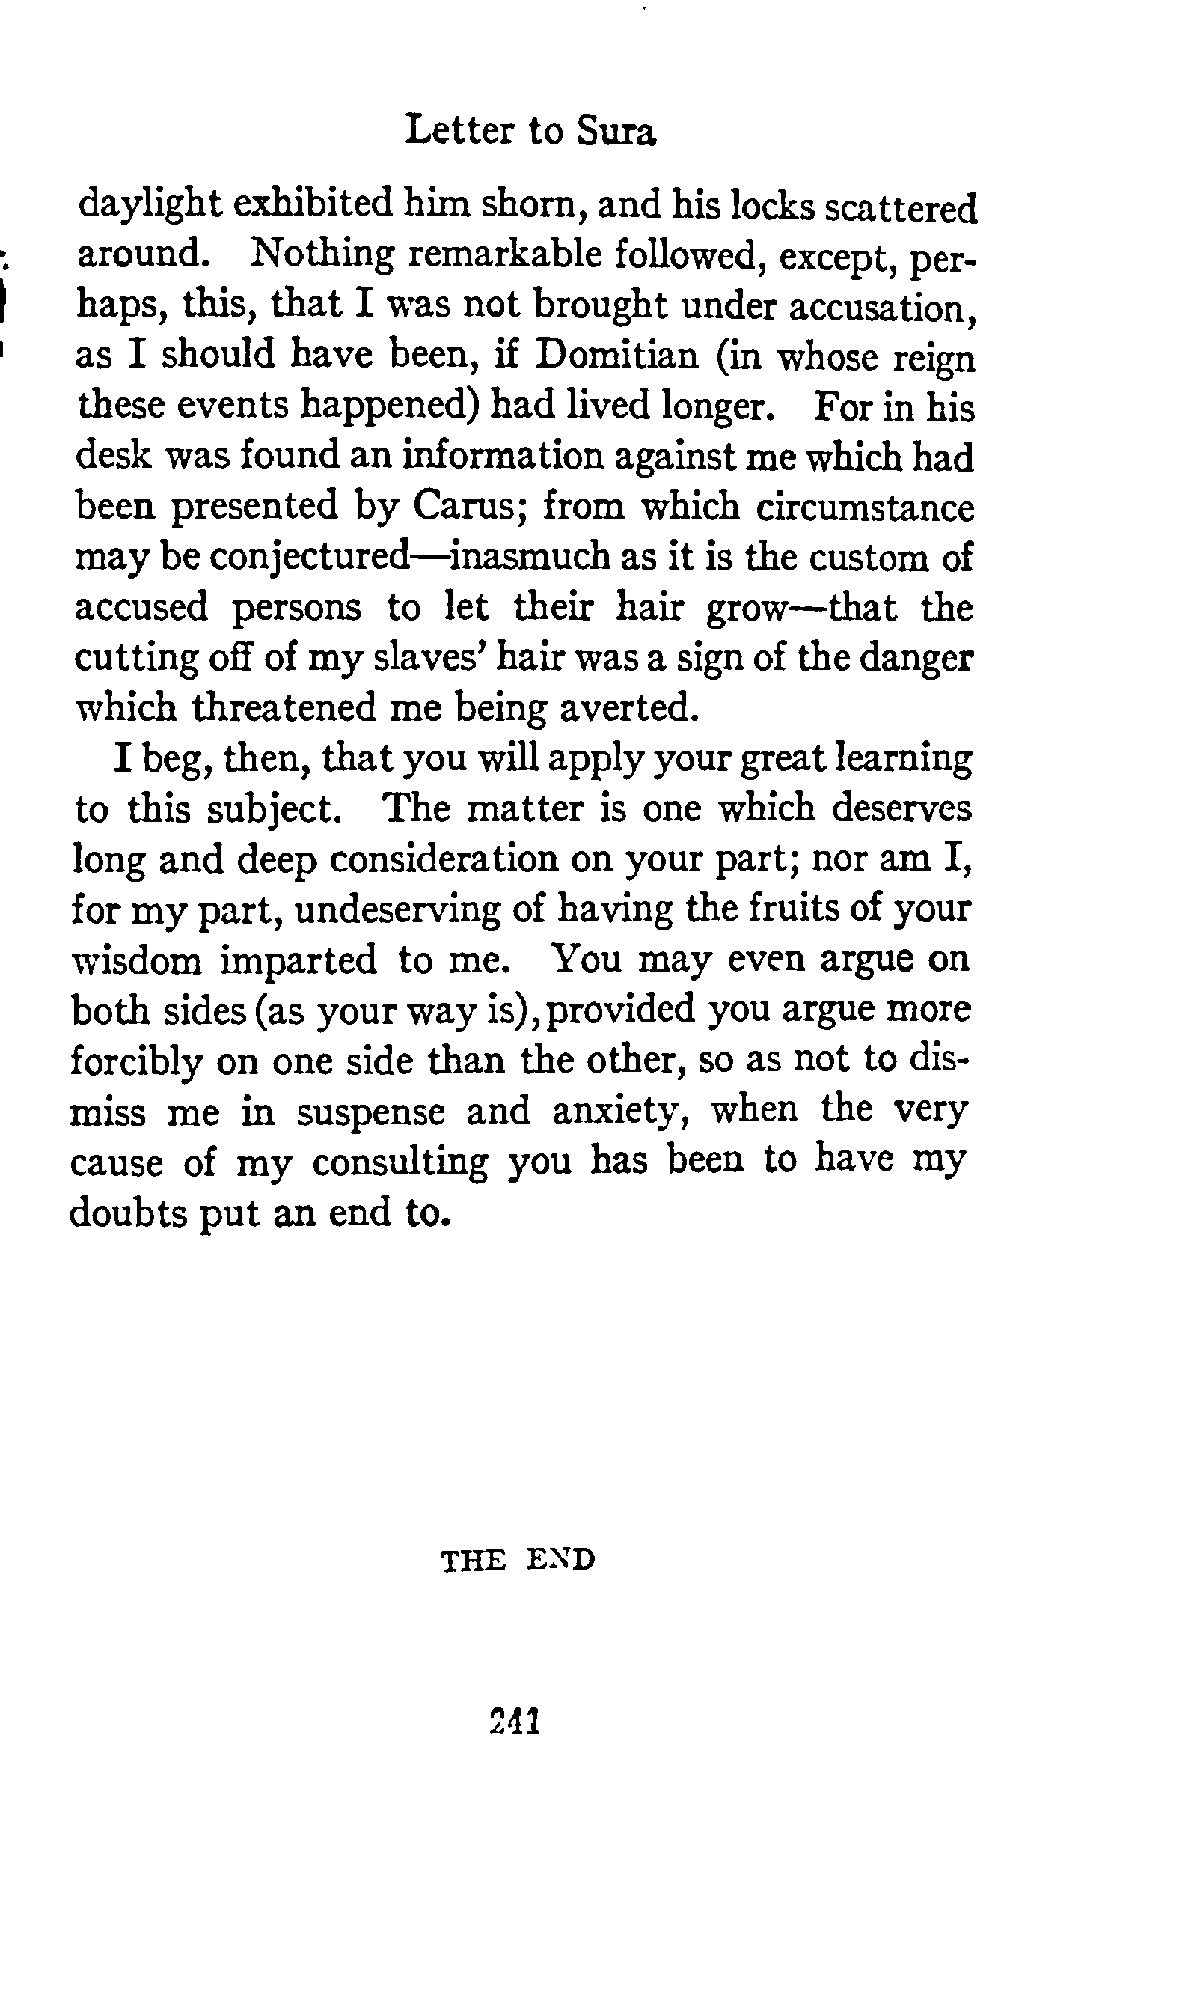 Letter to Sura
daylight exhibited him shorn, and his locks scattered
around. Nothing remarkable followed, except, per-
haps, this, that I was not brought under accusation,
as I should have been, if Domitian (in whose reign
these events happened) had lived longer. For in his
desk was found an information against me which had
been presented by Carus; from which circumstance
may be conjectured—inasmuch as it is the custom of
accused persons to let their hair grow—that the
cutting off of my slaves' hair was a sign of the danger
which threatened me being averted.
I beg, then, that you will apply your great learning
to this subject. The matter is one which deserves
long and deep consideration on your part; nor am I,
for my part, undeserving of having the fruits of your
wisdom imparted to me. You may even argue on
both sides (as your way is), provided you argue more
forcibly on one side than the other, so as not to dis-
miss me in suspense and anxiety, when the very
cause of my consulting you has been to have my
doubts put an end to.
THE END
241